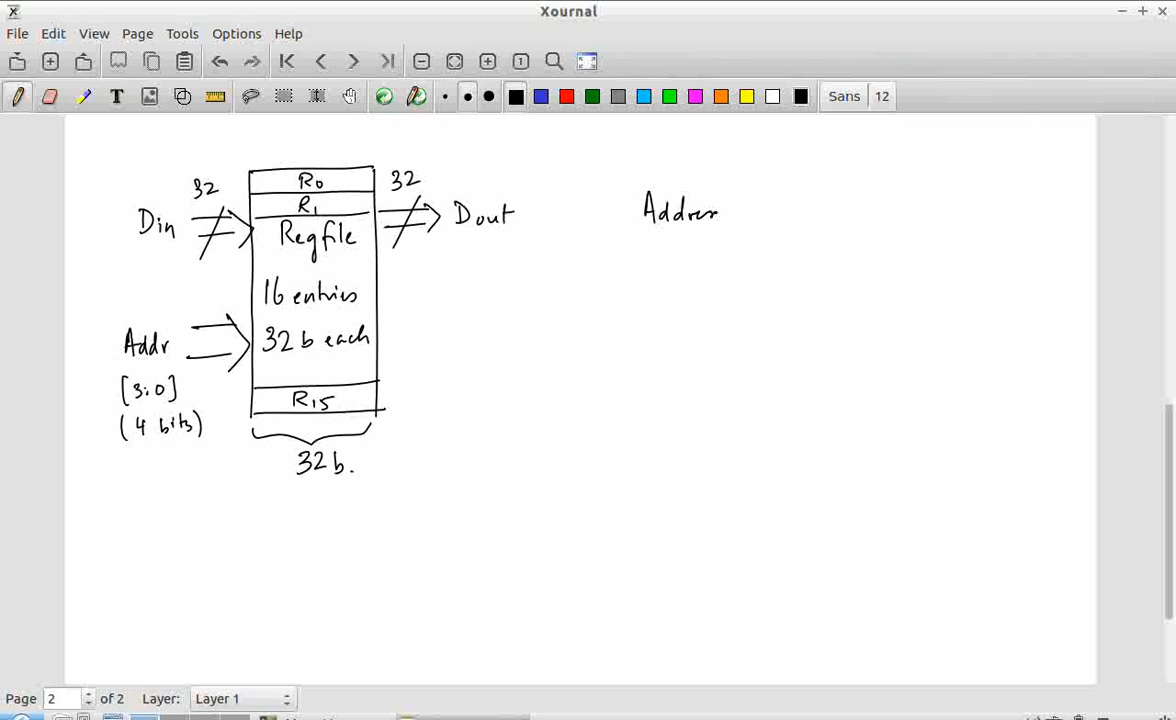 Xournal
File Edit View Page Tools Options Help
Sans 12
32 R0 32
R1
Din Regfile Dout Address
16 entries
Addr 32 b each
[3:0]
R15
(4 bits)
32 b.
Page 2 of 2 Layer: Layer 1